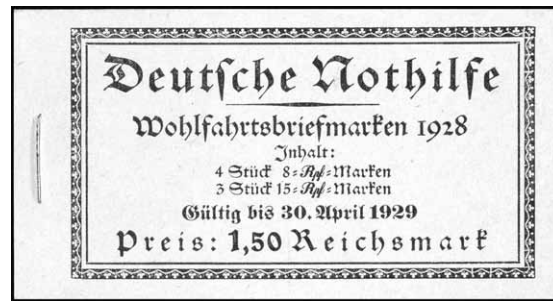 Deutsche Nothilfe
Wohlfahrtsbriefmarken 1928
Inhalt:
4 Stück 8=Rpf=Marken
3 Stück 15=Rpf=Marken
Gültig bis 30. April 1929
Preis: 1,50 Reichsmark